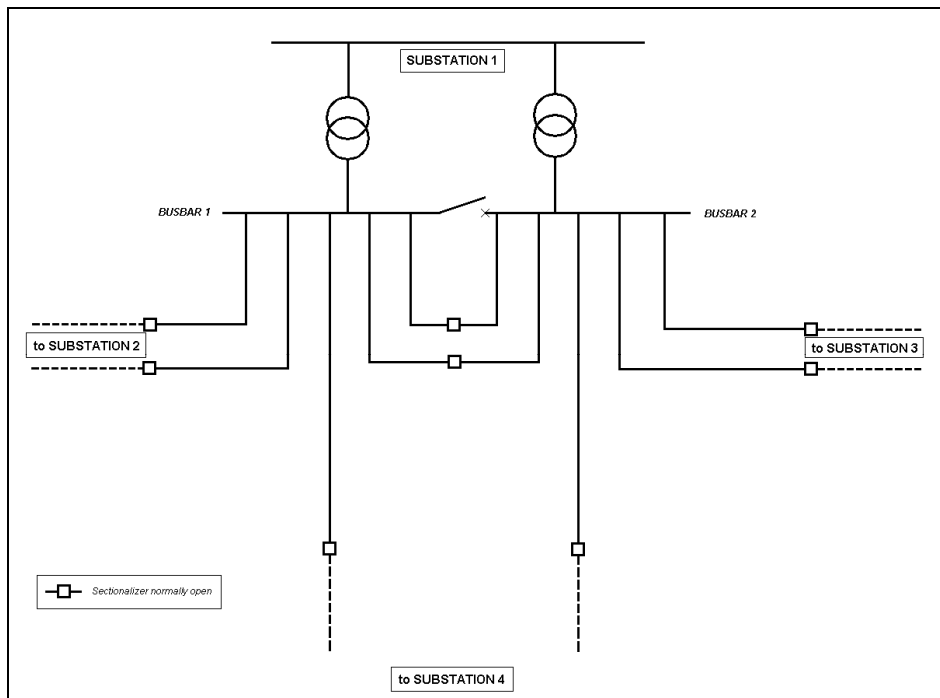 SUBSTATION 1
BUSBAR 1
BUSBAR 2
to SUBSTATION 2
to SUBSTATION 3
Sectionalizer normally open
to SUBSTATION 4